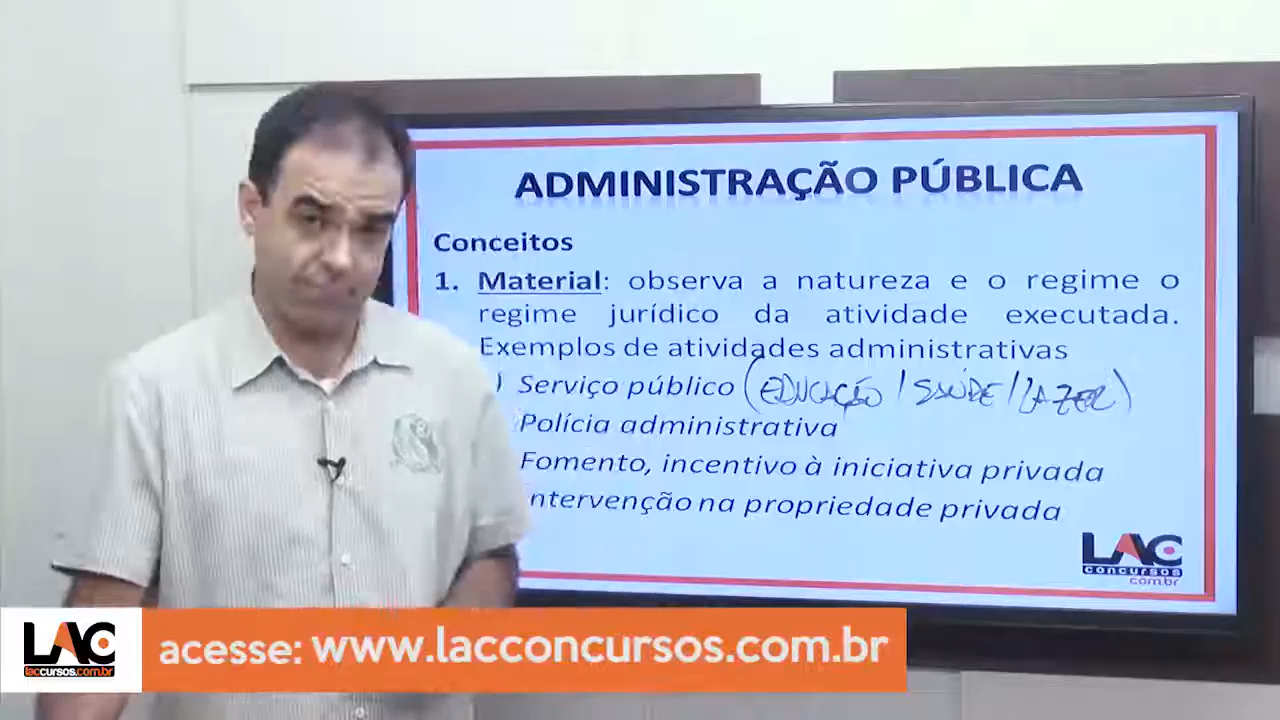 ADMINISTRAÇÃO PÚBLICA
Conceitos
1. Material: observa a natureza e o regime o
regime jurídico da atividade executada.
Exemplos de atividades administrativas
) Serviço público (EDUCAÇÃO / SAÚDE / LAZER)
Polícia administrativa
Fomento, incentivo à iniciativa privada
ntervenção na propriedade privada
LAC
concursos
com.br
LAC
laccursos.com.br
acesse: www.lacconcursos.com.br